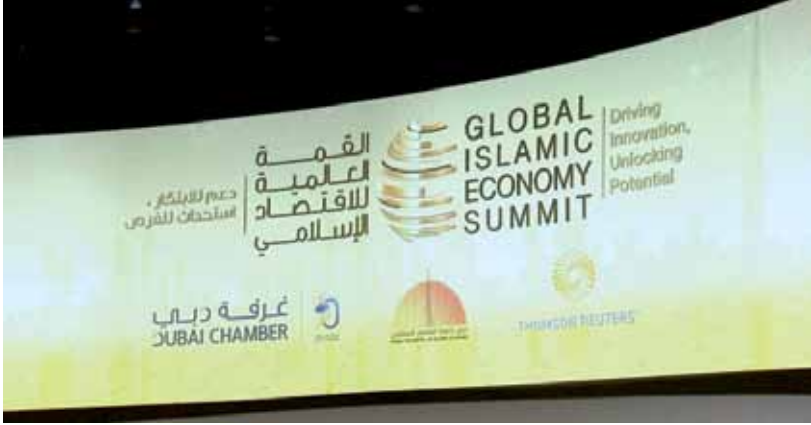 القمة
العالمية
للاقتصاد
الإسلامي
دعم للابتكار،
استحداث للفرص
GLOBAL
ISLAMIC
ECONOMY
SUMMIT
Driving
Innovation,
Unlocking
Potential
غرفة دبي
DUBAI CHAMBER
THOMSON REUTERS